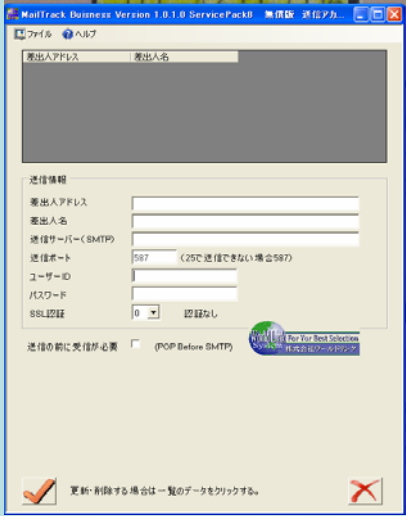 MailTrack Buisness Version 1.0.1.0 ServicePack8 無償版 送信アカ...
ファイル ヘルプ
差出人アドレス 差出人名
送信情報
差出人アドレス
差出人名
送信サーバー(SMTP)
送信ポート 587 (25で送信できない場合587)
ユーザーID
パスワード
SSL認証 0 認証なし
送信の前に受信が必要 (POP Before SMTP)
System
For Yor Best Selection
株式会社ワールドリンク
更新・削除する場合は一覧のデータをクリックする。